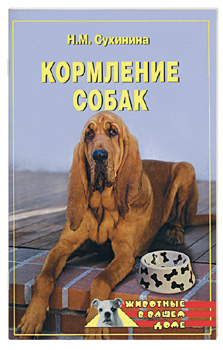 Н.М. Сухинина
КОРМЛЕНИЕ
СОБАК
ЖИВОТНЫЕ
В ВАШЕМ
ДОМЕ